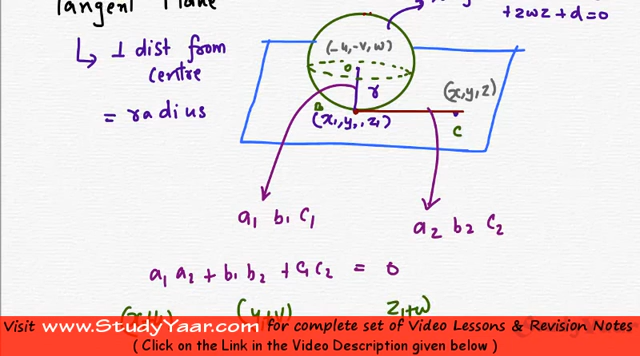 Tangent Plane
+2wz+d=0
↳ ⊥ dist from
centre
= radius
(-u,-v,w)
O
r
(x,y,z)
B
(x₁,y₁,z₁)
C
a₁ b₁ c₁
a₂ b₂ c₂
a₁a₂ + b₁b₂ + c₁c₂ = 0
z₁+w)
Visit www.StudyYaar.com for complete set of Video Lessons & Revision Notes
( Click on the Link in the Video Description given below )